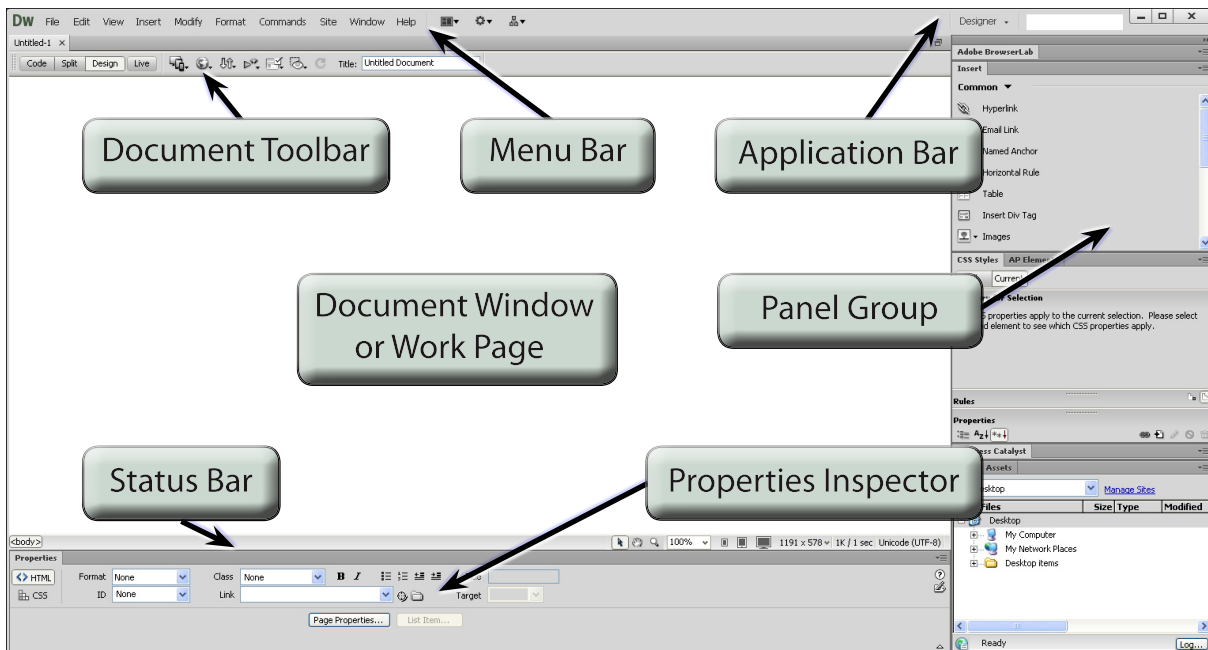 DW File Edit View Insert Modify Format Commands Site Window Help Designer
Untitled-1
Adobe BrowserLab
Code Split Design Live Title: Untitled Document
Insert
Common
Hyperlink
Email Link
Named Anchor
Horizontal Rule
Table
Insert Div Tag
Images
Document Toolbar
Menu Bar
Application Bar
CSS Styles AP Elem
Current
Selection
properties apply to the current selection. Please select
element to see which CSS properties apply.
Document Window
or Work Page
Panel Group
Rules
Properties
Catalyst
Assets
Manage Sites
Files Size Type Modified
Desktop
My Computer
My Network Places
Desktop items
Status Bar
Properties Inspector
<body> 100% 1191 x 578 1K / 1 sec Unicode (UTF-8)
Properties
HTML Format None Class None B I
CSS ID None Link Target
Page Properties... List Item...
Ready Log...